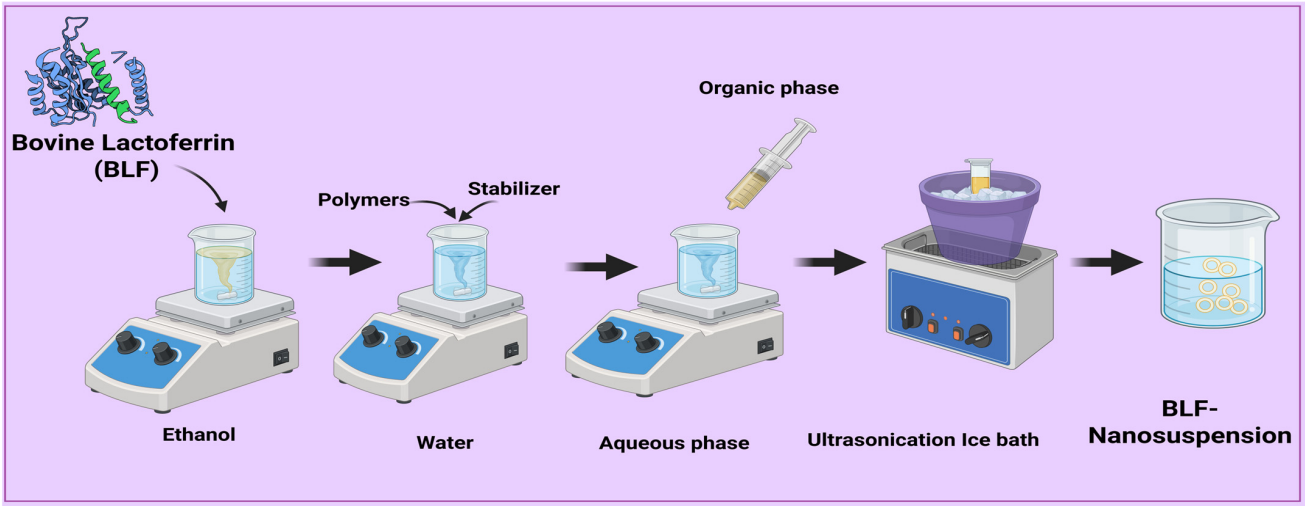 Bovine Lactoferrin
(BLF)
Ethanol
Polymers
Stabilizer
Water
Organic phase
Aqueous phase
Ultrasonication Ice bath
BLF-
Nanosuspension